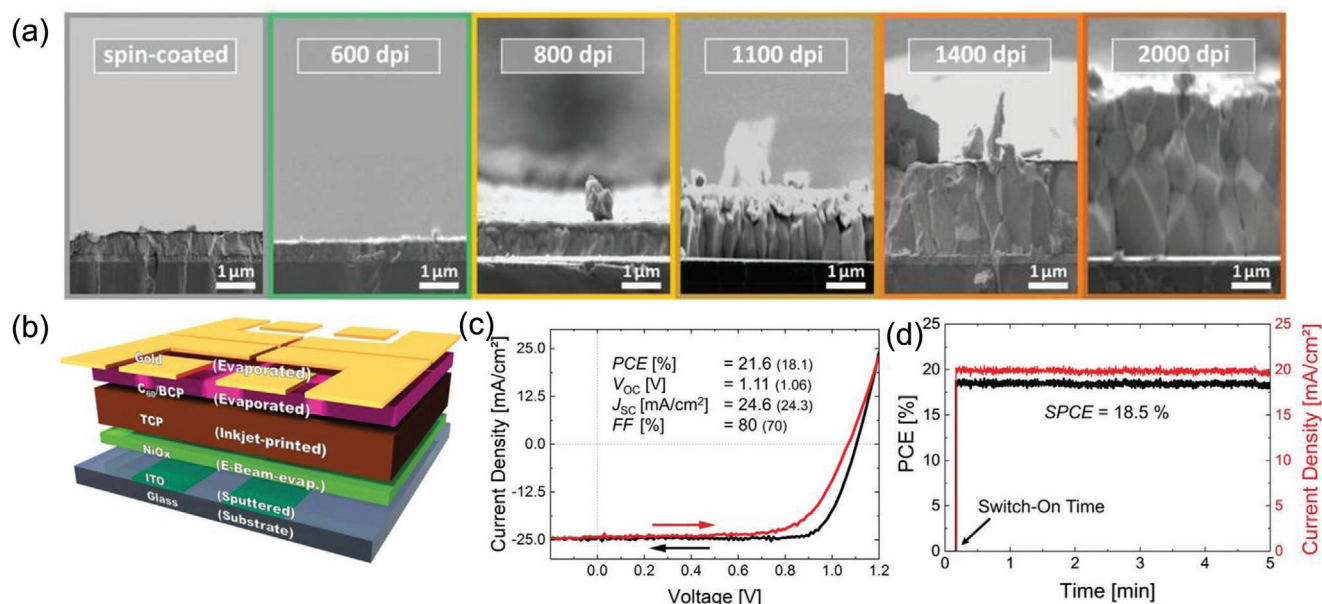 (a)
spin-coated
600 dpi
800 dpi
1100 dpi
1400 dpi
2000 dpi
1 µm
1 µm
1 µm
1 µm
1 µm
1 µm
(b)
Gold (Evaporated)
C60/BCP (Evaporated)
TCP (Inkjet-printed)
NiOx (E-Beam-evap.)
ITO (Sputtered)
Glass (Substrate)
(c)
Current Density [mA/cm²]
25.0
12.5
0.0
-12.5
-25.0
PCE [%] = 21.6 (18.1)
VOC [V] = 1.11 (1.06)
JSC [mA/cm²] = 24.6 (24.3)
FF [%] = 80 (70)
0.0 0.2 0.4 0.6 0.8 1.0 1.2
Voltage [V]
(d)
PCE [%]
25
20
15
10
5
0
SPCE = 18.5 %
Switch-On Time
0 1 2 3 4 5
Time [min]
25
20
15
10
5
0
Current Density [mA/cm²]